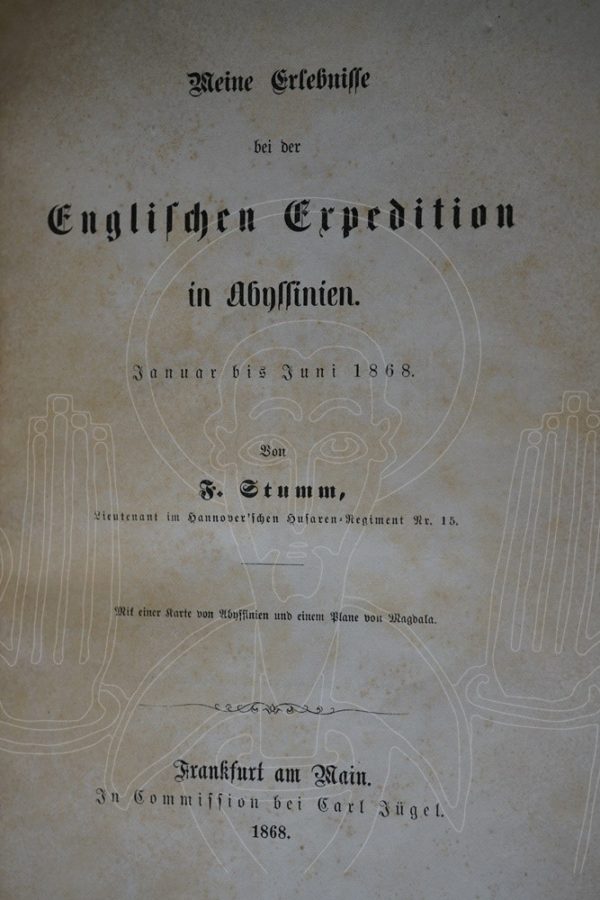 Meine Erlebnisse
bei der
Englischen Expedition
in Abyssinien.
Januar bis Juni 1868.
Von
F. Stumm,
Lieutenant im Hannover'schen Husaren-Regiment Nr. 15.
Mit einer Karte von Abyssinien und einem Plane von Magdala.
Frankfurt am Main.
In Commission bei Carl Jügel.
1868.